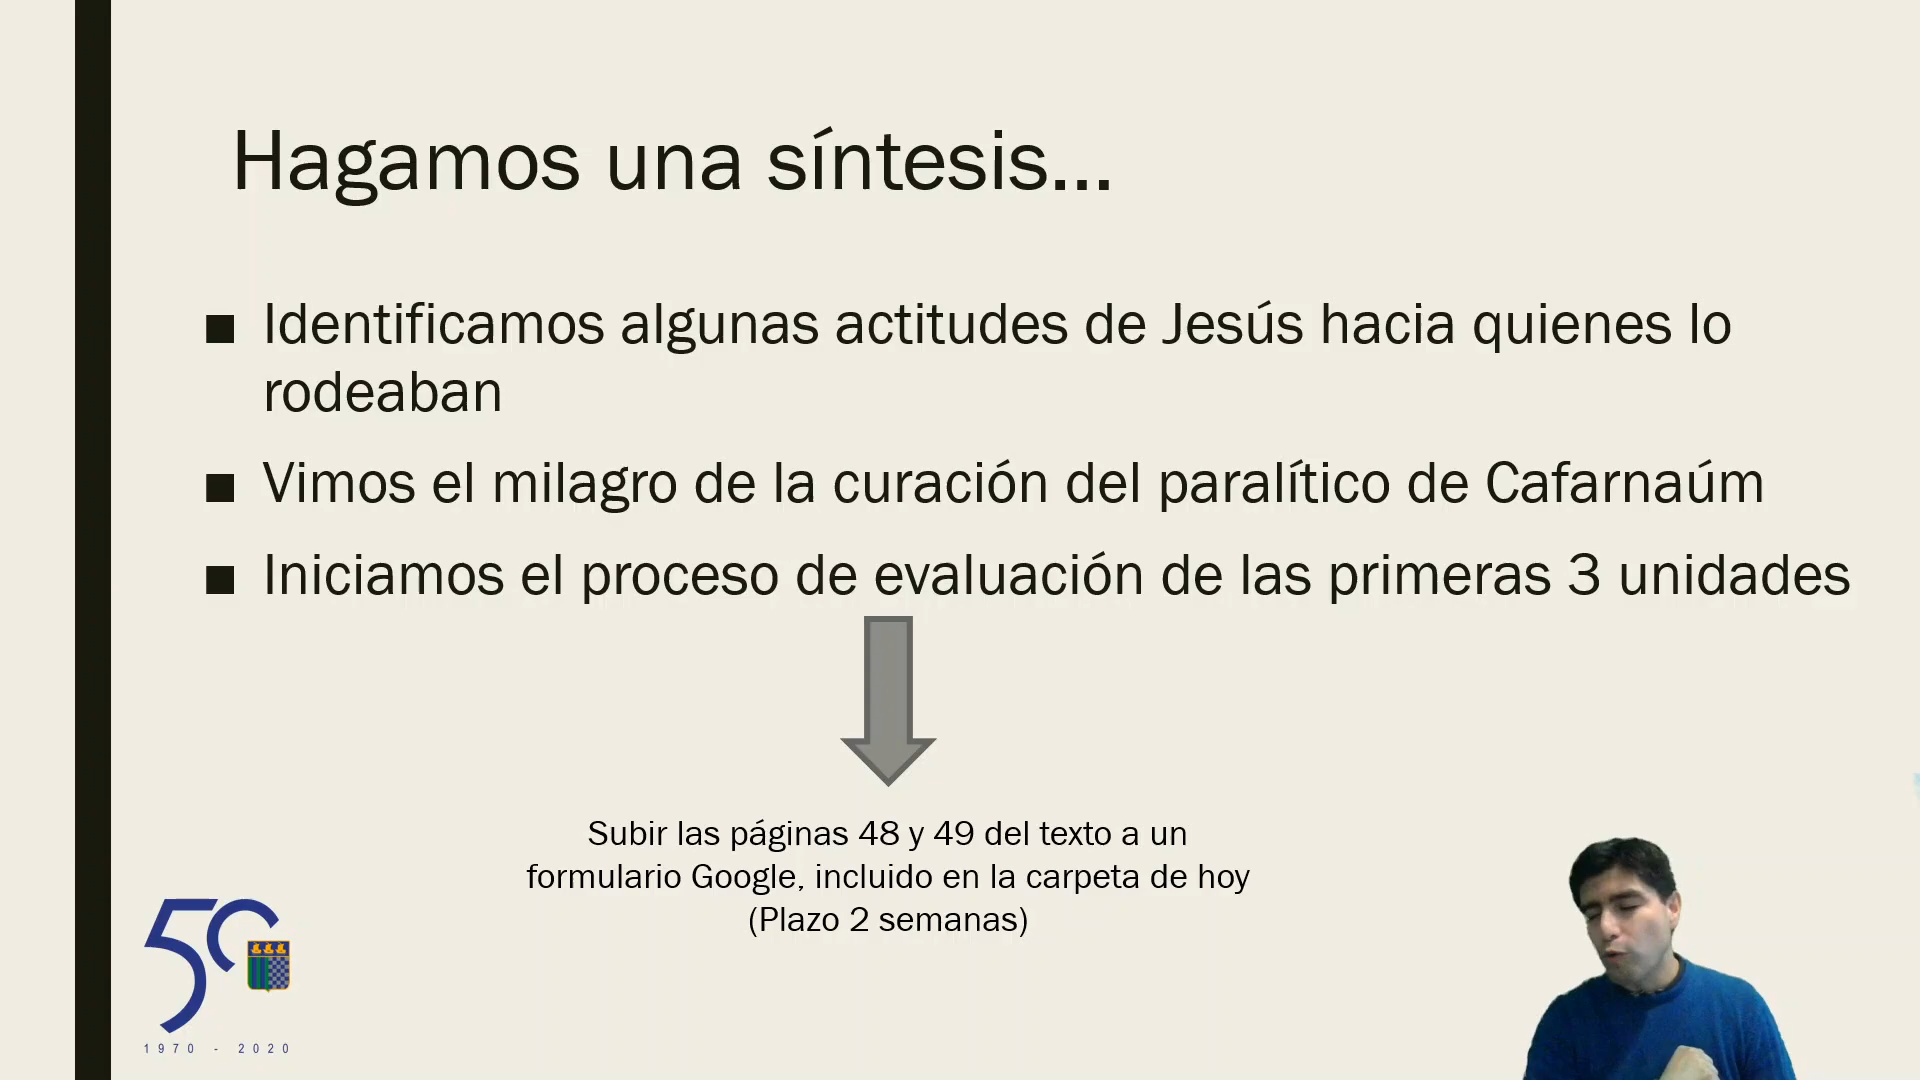 Hagamos una síntesis...
■ Identificamos algunas actitudes de Jesús hacia quienes lo
rodeaban
■ Vimos el milagro de la curación del paralítico de Cafarnaúm
■ Iniciamos el proceso de evaluación de las primeras 3 unidades
Subir las páginas 48 y 49 del texto a un
formulario Google, incluido en la carpeta de hoy
(Plazo 2 semanas)
50
1970 - 2020